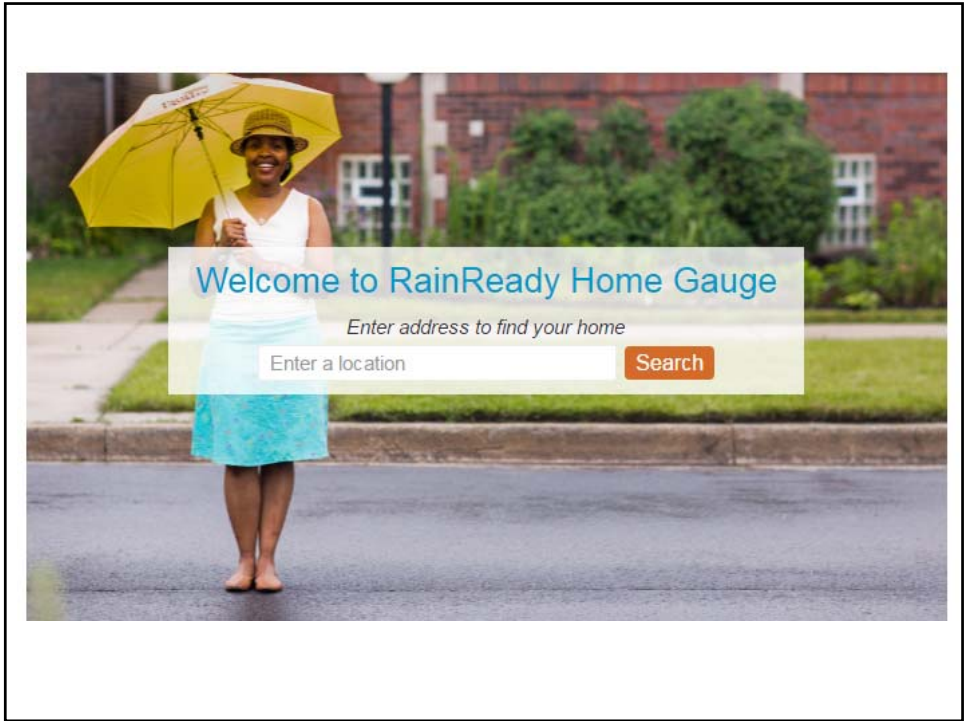 Welcome to RainReady Home Gauge
Enter address to find your home
Enter a location
Search